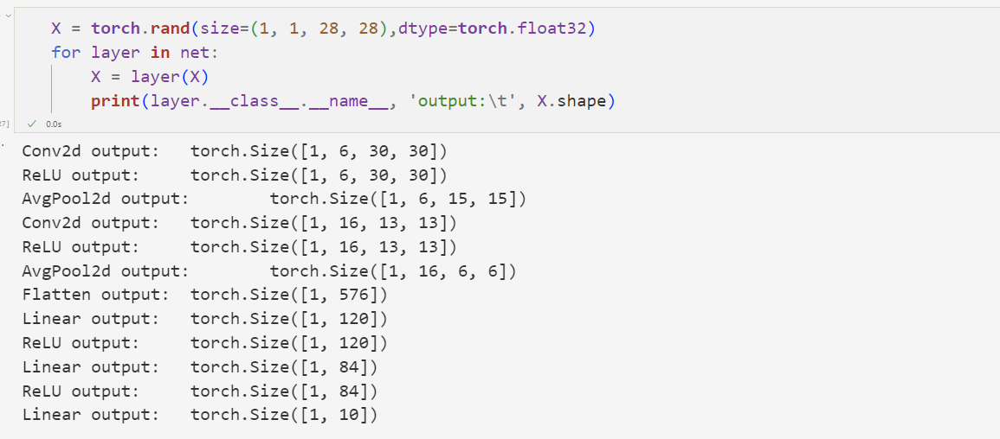 X = torch.rand(size=(1, 1, 28, 28),dtype=torch.float32)
for layer in net:
    X = layer(X)
    print(layer.__class__.__name__, 'output:\t', X.shape)
7]
✓ 0.0s
Conv2d output:   torch.Size([1, 6, 30, 30])
ReLU output:     torch.Size([1, 6, 30, 30])
AvgPool2d output:        torch.Size([1, 6, 15, 15])
Conv2d output:   torch.Size([1, 16, 13, 13])
ReLU output:     torch.Size([1, 16, 13, 13])
AvgPool2d output:        torch.Size([1, 16, 6, 6])
Flatten output:  torch.Size([1, 576])
Linear output:   torch.Size([1, 120])
ReLU output:     torch.Size([1, 120])
Linear output:   torch.Size([1, 84])
ReLU output:     torch.Size([1, 84])
Linear output:   torch.Size([1, 10])